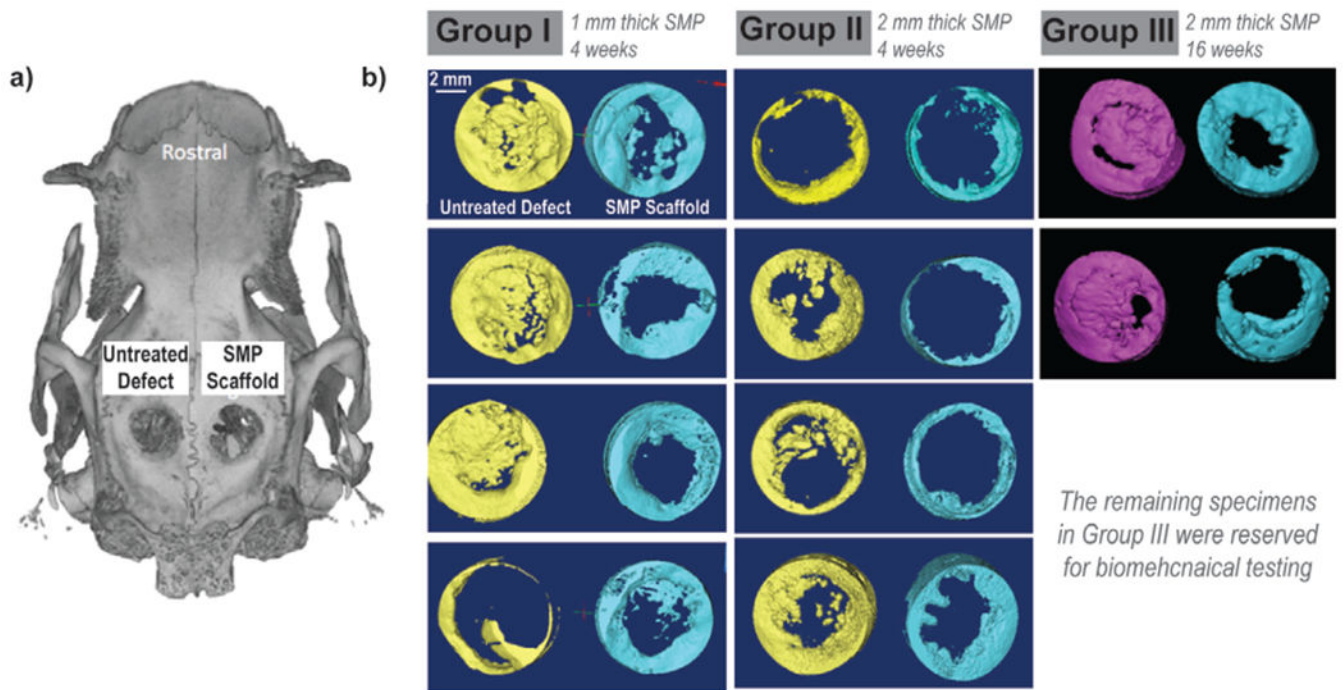 a)
Rostral
Untreated
Defect
SMP
Scaffold
b)
Group I
1 mm thick SMP
4 weeks
Group II
2 mm thick SMP
4 weeks
Group III
2 mm thick SMP
16 weeks
2 mm
Untreated Defect
SMP Scaffold
The remaining specimens
in Group III were reserved
for biomehcnaical testing